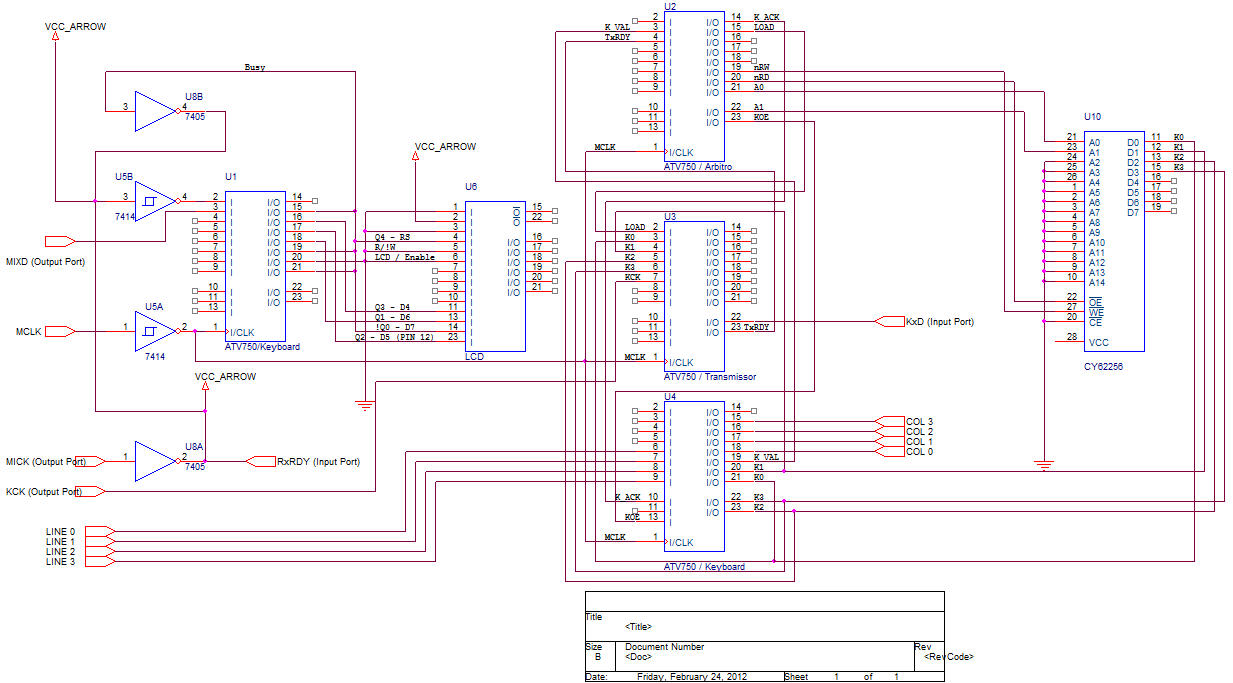 VCC_ARROW
Busy
3
U8B
4
7405
U5B
3
4
7414
MIXD (Output Port)
MCLK
U5A
1
2
7414
VCC_ARROW
MICK (Output Port)
1
U8A
2
7405
RxRDY (Input Port)
KCK (Output Port)
LINE 0
LINE 1
LINE 2
LINE 3
U1
2 I I/O 14
3 I I/O 15
4 I I/O 16
5 I I/O 17
6 I I/O 18
7 I I/O 19
8 I I/O 20
9 I I/O 21
10 I I/O 22
11 I I/O 23
13 I
1 I/CLK
ATV750/Keyboard
VCC_ARROW
U6
1 O 15
2 O 22
3
Q4 - RS 4 I/O 16
R/!W 5 I/O 17
LCD / Enable 6 I/O 18
7 I/O 19
8 I/O 20
9 I/O 21
10
Q3 - D4 11
Q1 - D6 13
!Q0 - D7 14
Q2 - D5 (PIN 12) 23
LCD
U2
2 I I/O 14 K_ACK
K_VAL 3 I I/O 15 LOAD
TxRDY 4 I I/O 16
5 I I/O 17
6 I I/O 18
7 I I/O 19 nRW
8 I I/O 20 nRD
9 I I/O 21 A0
10 I I/O 22 A1
11 I I/O 23 KOE
13 I
MCLK 1 I/CLK
ATV750 / Arbitro
U3
LOAD 2 I I/O 14
K0 3 I I/O 15
K1 4 I I/O 16
K2 5 I I/O 17
K3 6 I I/O 18
KCK 7 I I/O 19
8 I I/O 20
9 I I/O 21
10 I I/O 22
11 I I/O 23 TxRDY
13 I
MCLK 1 I/CLK
ATV750 / Transmissor
KxD (Input Port)
U4
2 I I/O 14
3 I I/O 15
4 I I/O 16
5 I I/O 17
6 I I/O 18
7 I I/O 19 K_VAL
8 I I/O 20 K1
9 I I/O 21 K0
K_ACK 10 I I/O 22 K3
11 I I/O 23 K2
KOE 13 I
MCLK 1 I/CLK
ATV750 / Keyboard
COL 3
COL 2
COL 1
COL 0
U10
21 A0 D0 11 K0
23 A1 D1 12 K1
24 A2 D2 13 K2
25 A3 D3 15 K3
26 A4 D4 16
1 A5 D5 17
2 A6 D6 18
3 A7 D7 19
4 A8
5 A9
6 A10
7 A11
8 A12
9 A13
10 A14
22 OE
27 WE
20 CE
28 VCC
CY62256
Title
<Title>
Size
B
Document Number
<Doc>
Rev
<RevCode>
Date: Friday, February 24, 2012 Sheet 1 of 1